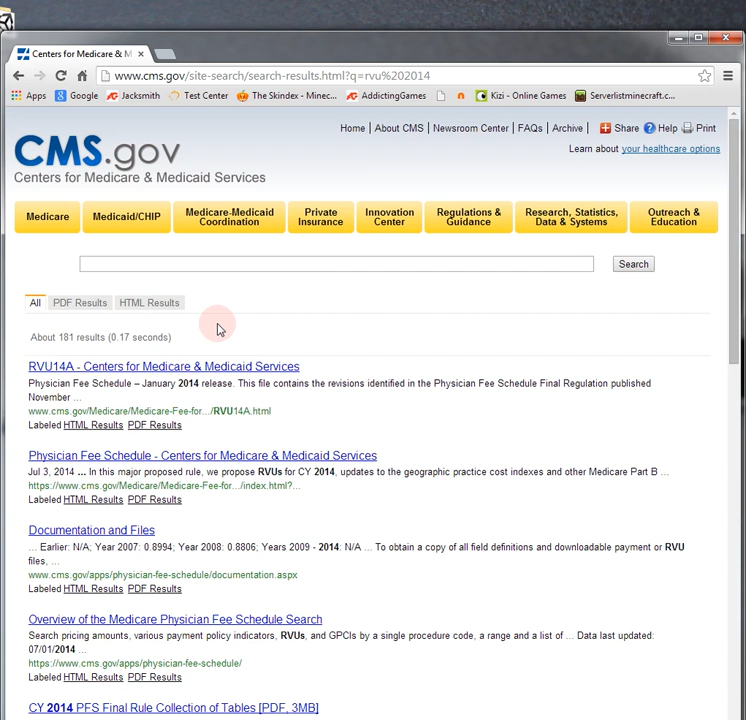 Centers for Medicare & M
www.cms.gov/site-search/search-results.html?q=rvu%202014
Apps Google Jacksmith Test Center The Skindex - Minec... AddictingGames Kizi - Online Games Serverlistminecraft.c...
Home | About CMS | Newsroom Center | FAQs | Archive | Share Help Print
CMS.gov
Learn about your healthcare options
Centers for Medicare & Medicaid Services
Medicare
Medicaid/CHIP
Medicare-Medicaid
Coordination
Private
Insurance
Innovation
Center
Regulations &
Guidance
Research, Statistics,
Data & Systems
Outreach &
Education
Search
All PDF Results HTML Results
About 181 results (0.17 seconds)
RVU14A - Centers for Medicare & Medicaid Services
Physician Fee Schedule – January 2014 release. This file contains the revisions identified in the Physician Fee Schedule Final Regulation published
November ...
www.cms.gov/Medicare/Medicare-Fee-for.../RVU14A.html
Labeled HTML Results PDF Results
Physician Fee Schedule - Centers for Medicare & Medicaid Services
Jul 3, 2014 ... In this major proposed rule, we propose RVUs for CY 2014, updates to the geographic practice cost indexes and other Medicare Part B ...
https://www.cms.gov/Medicare/Medicare-Fee-for.../index.html?...
Labeled HTML Results PDF Results
Documentation and Files
... Earlier: N/A; Year 2007: 0.8994; Year 2008: 0.8806; Years 2009 - 2014: N/A ... To obtain a copy of all field definitions and downloadable payment or RVU
files, ...
www.cms.gov/apps/physician-fee-schedule/documentation.aspx
Labeled HTML Results PDF Results
Overview of the Medicare Physician Fee Schedule Search
Search pricing amounts, various payment policy indicators, RVUs, and GPCIs by a single procedure code, a range and a list of ... Data last updated:
07/01/2014 ...
https://www.cms.gov/apps/physician-fee-schedule/
Labeled HTML Results PDF Results
CY 2014 PFS Final Rule Collection of Tables [PDF, 3MB]